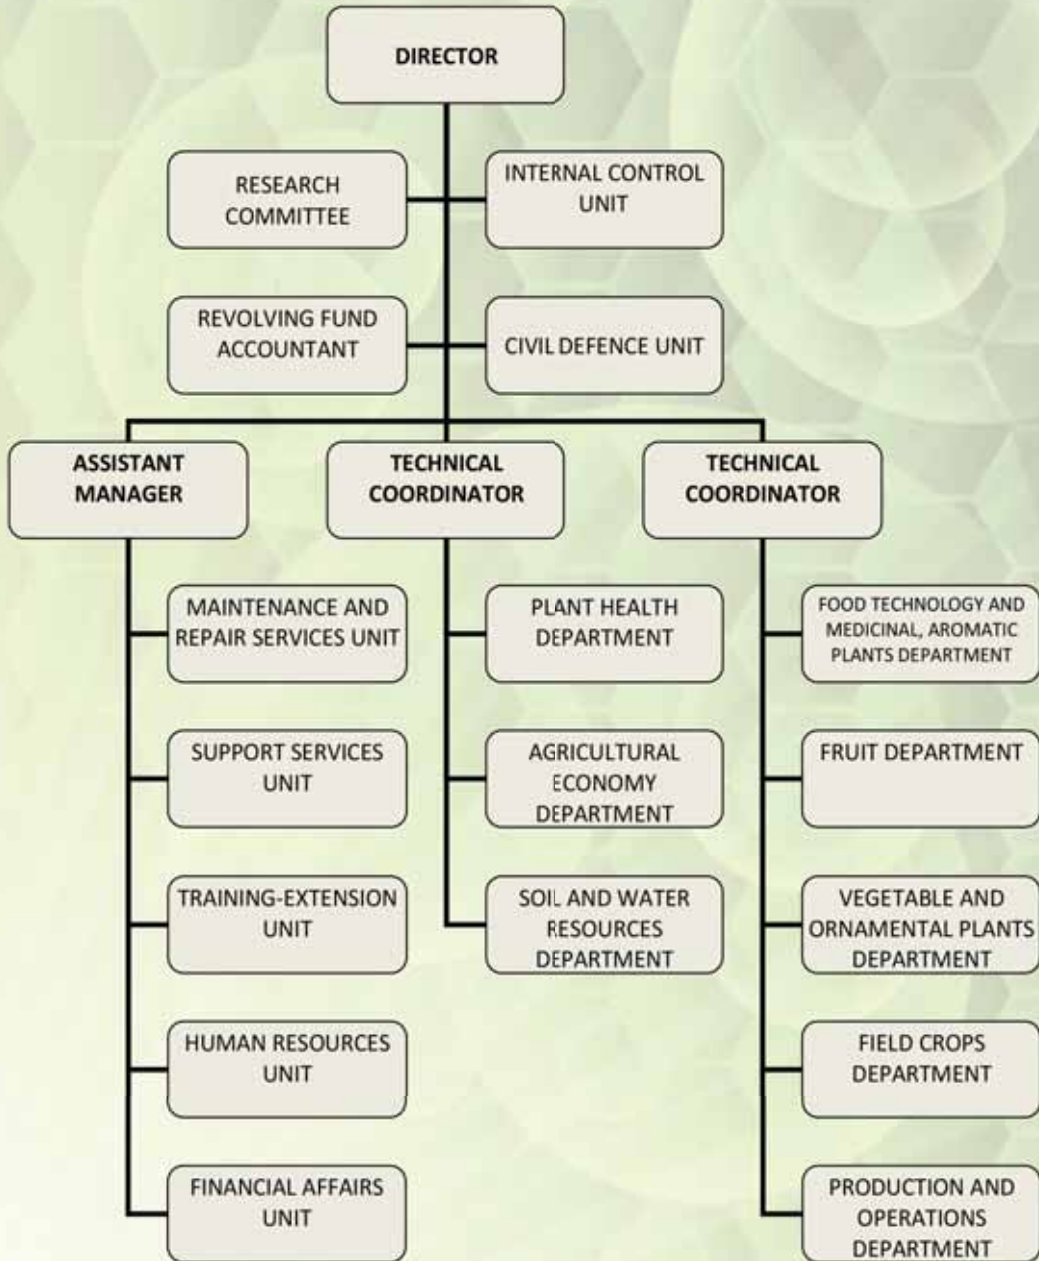 DIRECTOR
RESEARCH
COMMITTEE
INTERNAL CONTROL
UNIT
REVOLVING FUND
ACCOUNTANT
CIVIL DEFENCE UNIT
ASSISTANT
MANAGER
TECHNICAL
COORDINATOR
TECHNICAL
COORDINATOR
MAINTENANCE AND
REPAIR SERVICES UNIT
PLANT HEALTH
DEPARTMENT
FOOD TECHNOLOGY AND
MEDICINAL, AROMATIC
PLANTS DEPARTMENT
SUPPORT SERVICES
UNIT
AGRICULTURAL
ECONOMY
DEPARTMENT
FRUIT DEPARTMENT
TRAINING-EXTENSION
UNIT
SOIL AND WATER
RESOURCES
DEPARTMENT
VEGETABLE AND
ORNAMENTAL PLANTS
DEPARTMENT
HUMAN RESOURCES
UNIT
FIELD CROPS
DEPARTMENT
FINANCIAL AFFAIRS
UNIT
PRODUCTION AND
OPERATIONS
DEPARTMENT